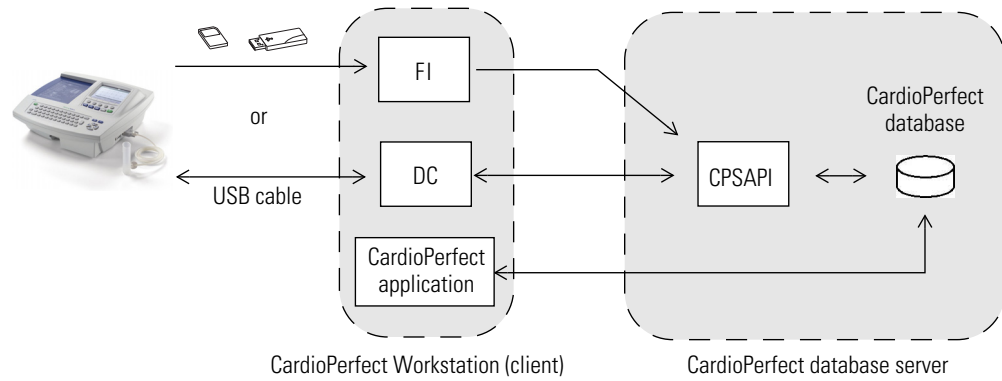 FI
or
DC
USB cable
CardioPerfect
application
CardioPerfect Workstation (client)
CardioPerfect
database
CPSAPI
CardioPerfect database server